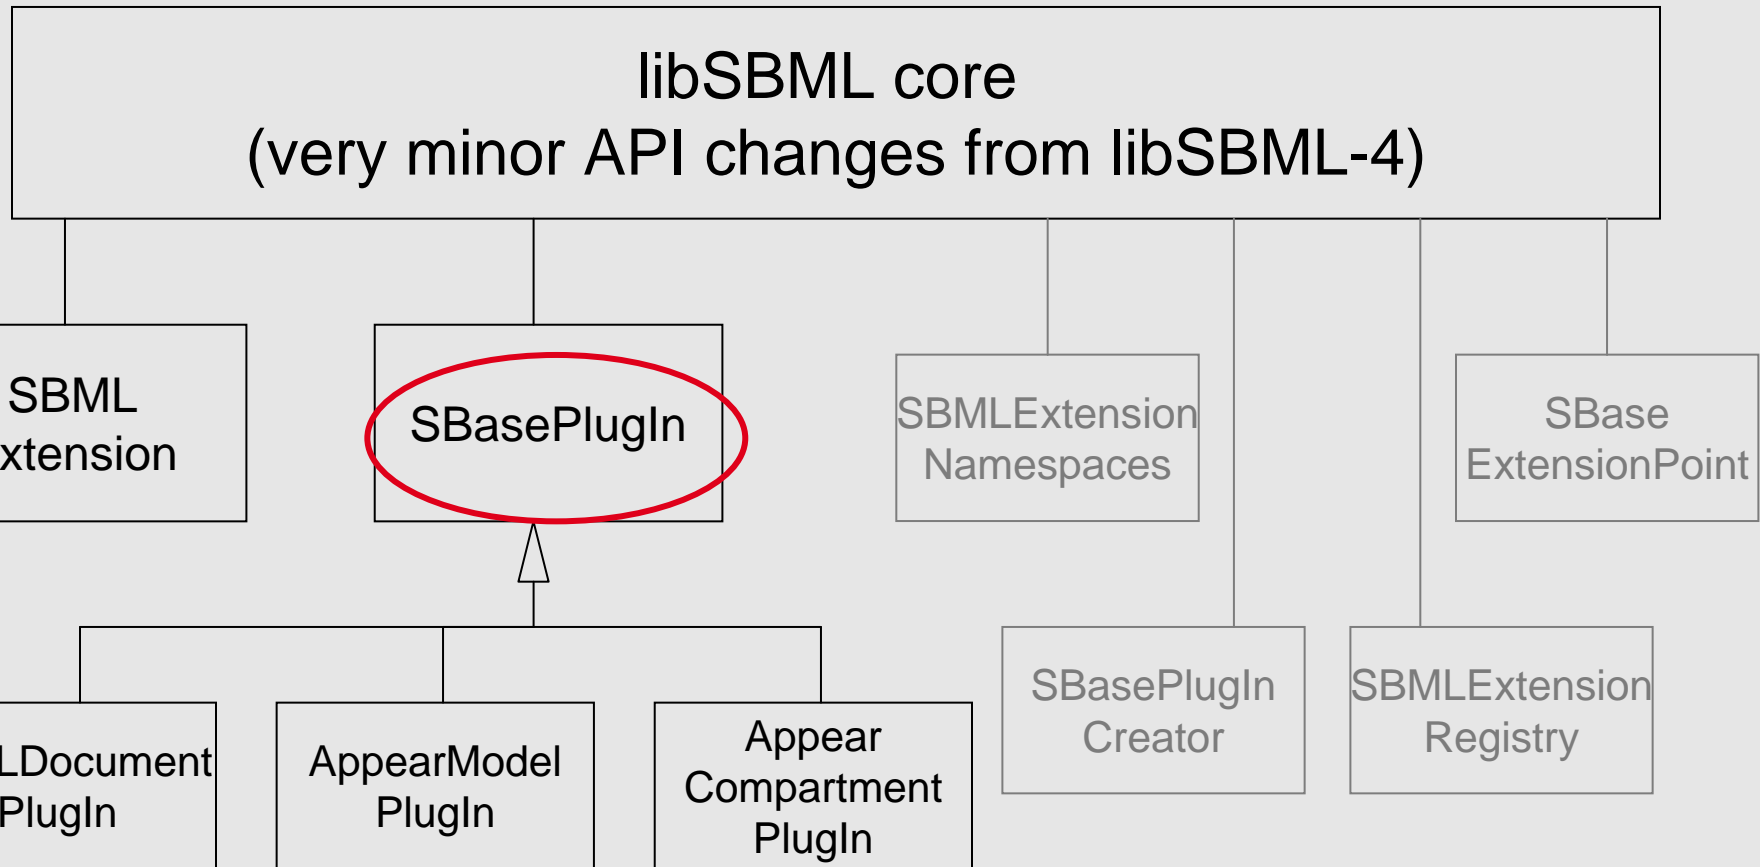 libSBML core
(very minor API changes from libSBML-4)
SBML
xtension
SBasePlugIn
SBMLExtension
Namespaces
SBase
ExtensionPoint
SBasePlugIn
Creator
SBMLExtension
Registry
LDocument
PlugIn
AppearModel
PlugIn
Appear
Compartment
PlugIn